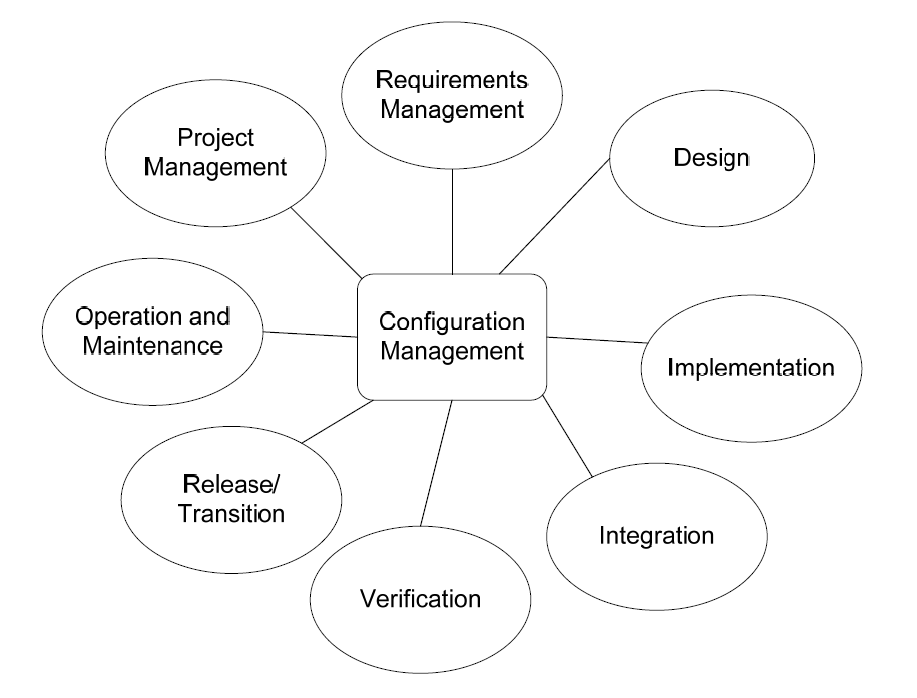 Requirements
Management
Project
Management
Design
Operation and
Maintenance
Configuration
Management
Implementation
Release/
Transition
Integration
Verification